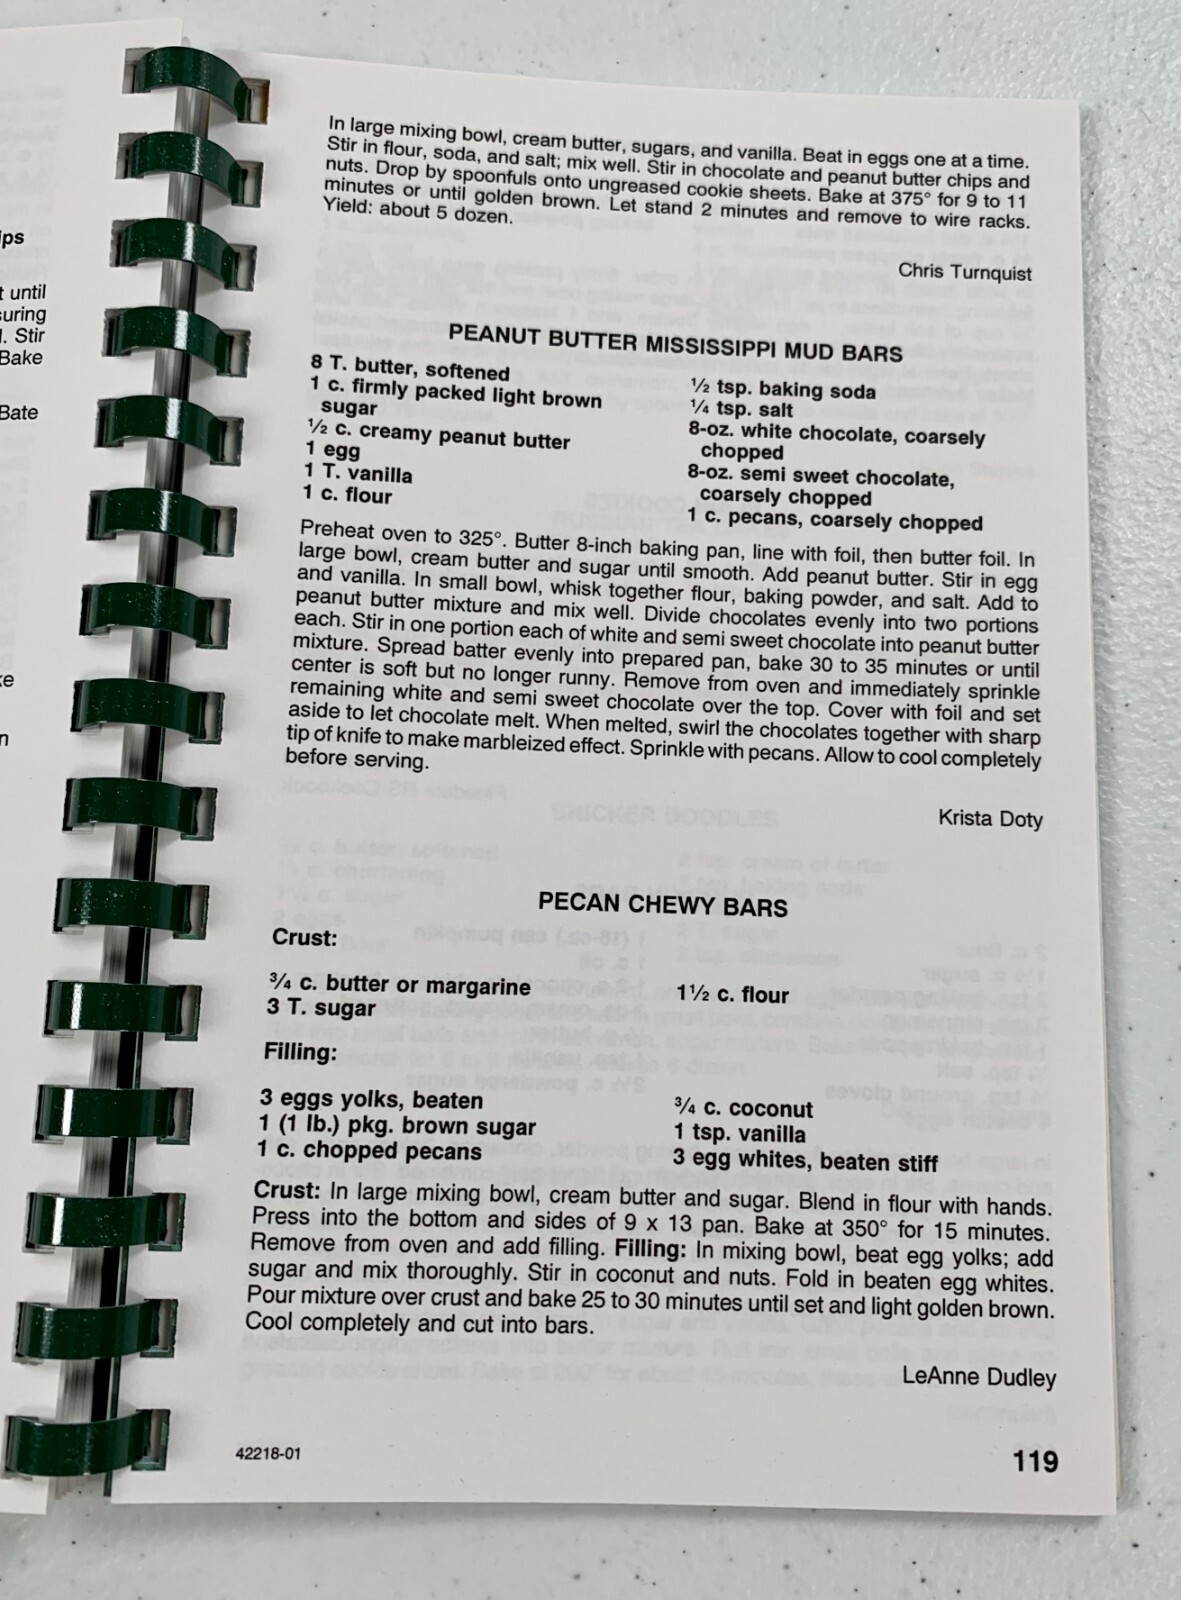 ips
t until
suring
l. Stir
Bake
Bate
ke
n
In large mixing bowl, cream butter, sugars, and vanilla. Beat in eggs one at a time.
Stir in flour, soda, and salt; mix well. Stir in chocolate and peanut butter chips and
nuts. Drop by spoonfuls onto ungreased cookie sheets. Bake at 375° for 9 to 11
minutes or until golden brown. Let stand 2 minutes and remove to wire racks.
Yield: about 5 dozen.
Chris Turnquist
PEANUT BUTTER MISSISSIPPI MUD BARS
8 T. butter, softened
1 c. firmly packed light brown
sugar
½ c. creamy peanut butter
1 egg
1 T. vanilla
1 c. flour
½ tsp. baking soda
¼ tsp. salt
8-oz. white chocolate, coarsely
chopped
8-oz. semi sweet chocolate,
coarsely chopped
1 c. pecans, coarsely chopped
Preheat oven to 325°. Butter 8-inch baking pan, line with foil, then butter foil. In
large bowl, cream butter and sugar until smooth. Add peanut butter. Stir in egg
and vanilla. In small bowl, whisk together flour, baking powder, and salt. Add to
peanut butter mixture and mix well. Divide chocolates evenly into two portions
each. Stir in one portion each of white and semi sweet chocolate into peanut butter
mixture. Spread batter evenly into prepared pan, bake 30 to 35 minutes or until
center is soft but no longer runny. Remove from oven and immediately sprinkle
remaining white and semi sweet chocolate over the top. Cover with foil and set
aside to let chocolate melt. When melted, swirl the chocolates together with sharp
tip of knife to make marbleized effect. Sprinkle with pecans. Allow to cool completely
before serving.
Krista Doty
PECAN CHEWY BARS
Crust:
¾ c. butter or margarine
3 T. sugar
1½ c. flour
Filling:
3 eggs yolks, beaten
1 (1 lb.) pkg. brown sugar
1 c. chopped pecans
¾ c. coconut
1 tsp. vanilla
3 egg whites, beaten stiff
Crust: In large mixing bowl, cream butter and sugar. Blend in flour with hands.
Press into the bottom and sides of 9 x 13 pan. Bake at 350° for 15 minutes.
Remove from oven and add filling. Filling: In mixing bowl, beat egg yolks; add
sugar and mix thoroughly. Stir in coconut and nuts. Fold in beaten egg whites.
Pour mixture over crust and bake 25 to 30 minutes until set and light golden brown.
Cool completely and cut into bars.
LeAnne Dudley
42218-01
119